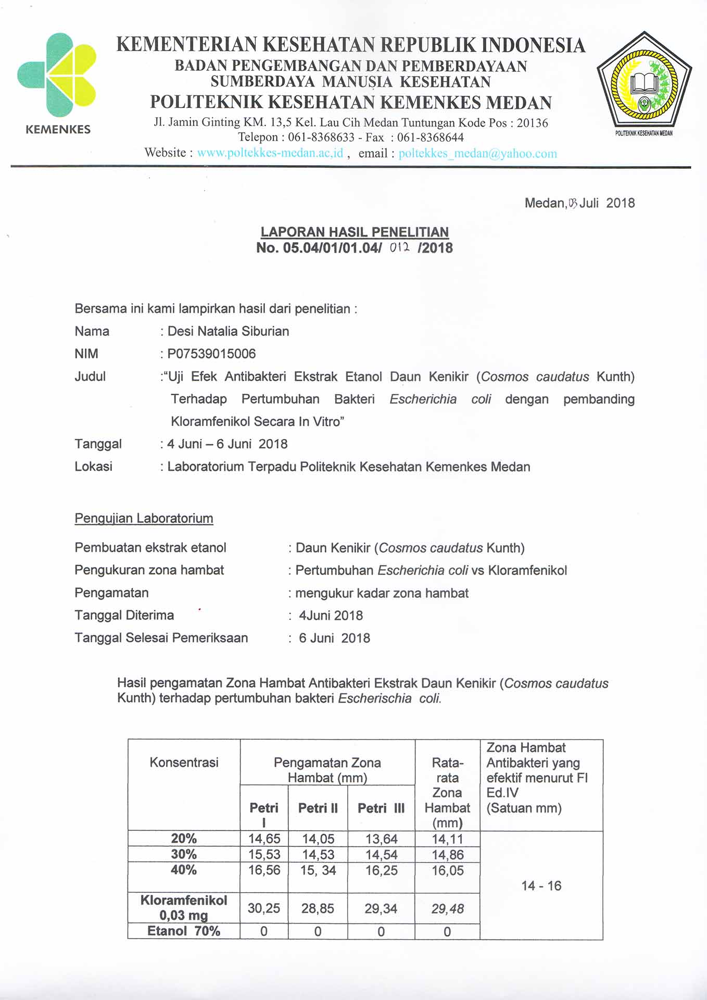 KEMENKES
KEMENTERIAN KESEHATAN REPUBLIK INDONESIA
BADAN PENGEMBANGAN DAN PEMBERDAYAAN
SUMBERDAYA MANUSIA KESEHATAN
POLITEKNIK KESEHATAN KEMENKES MEDAN
Jl. Jamin Ginting KM. 13,5 Kel. Lau Cih Medan Tuntungan Kode Pos : 20136
Telepon : 061-8368633 - Fax : 061-8368644
Website : www.poltekkes-medan.ac,id , email : poltekkes_medan@yahoo.com
POLITEKNIK KESEHATAN MEDAN
Medan, 03 Juli 2018
LAPORAN HASIL PENELITIAN
No. 05.04/01/01.04/ 012 /2018
Bersama ini kami lampirkan hasil dari penelitian :
Nama : Desi Natalia Siburian
NIM : P07539015006
Judul :“Uji Efek Antibakteri Ekstrak Etanol Daun Kenikir (Cosmos caudatus Kunth)
Terhadap Pertumbuhan Bakteri Escherichia coli dengan pembanding
Kloramfenikol Secara In Vitro”
Tanggal : 4 Juni – 6 Juni 2018
Lokasi : Laboratorium Terpadu Politeknik Kesehatan Kemenkes Medan
Pengujian Laboratorium
Pembuatan ekstrak etanol : Daun Kenikir (Cosmos caudatus Kunth)
Pengukuran zona hambat : Pertumbuhan Escherichia coli vs Kloramfenikol
Pengamatan : mengukur kadar zona hambat
Tanggal Diterima : 4Juni 2018
Tanggal Selesai Pemeriksaan : 6 Juni 2018
Hasil pengamatan Zona Hambat Antibakteri Ekstrak Daun Kenikir (Cosmos caudatus
Kunth) terhadap pertumbuhan bakteri Escherischia coli.
Konsentrasi
Pengamatan Zona
Hambat (mm)
Petri
I
Petri II
Petri III
Rata-
rata
Zona
Hambat
(mm)
Zona Hambat
Antibakteri yang
efektif menurut FI
Ed.IV
(Satuan mm)
20% 14,65 14,05 13,64 14,11
30% 15,53 14,53 14,54 14,86
40% 16,56 15, 34 16,25 16,05
14 - 16
Kloramfenikol
0,03 mg
30,25 28,85 29,34 29,48
Etanol 70% 0 0 0 0